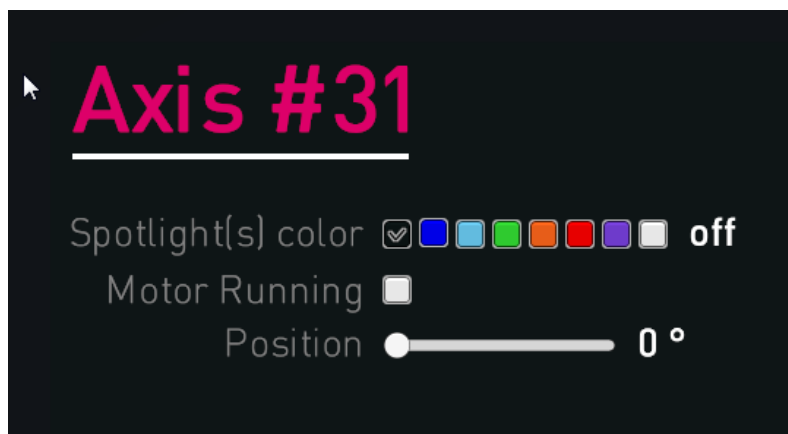 Axis #31
Spotlight(s) color off
Motor Running
Position 0 °